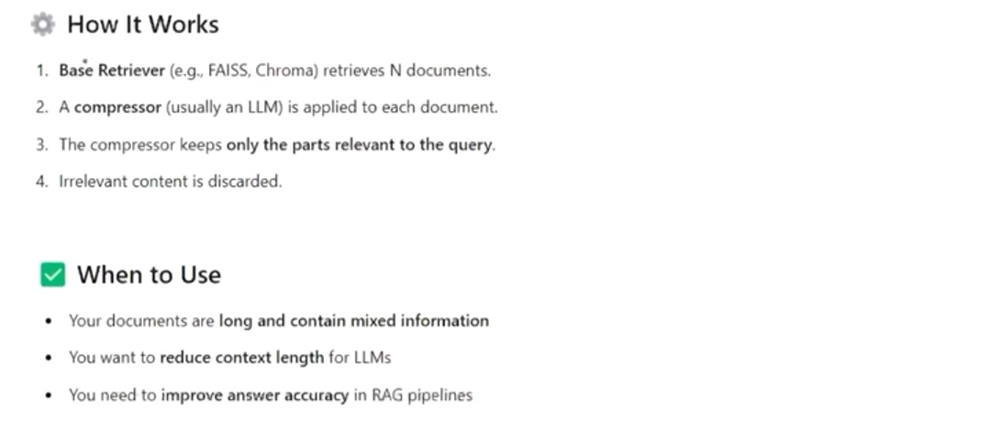 How It Works
1. Base Retriever (e.g., FAISS, Chroma) retrieves N documents.
2. A compressor (usually an LLM) is applied to each document.
3. The compressor keeps only the parts relevant to the query.
4. Irrelevant content is discarded.
When to Use
• Your documents are long and contain mixed information
• You want to reduce context length for LLMs
• You need to improve answer accuracy in RAG pipelines